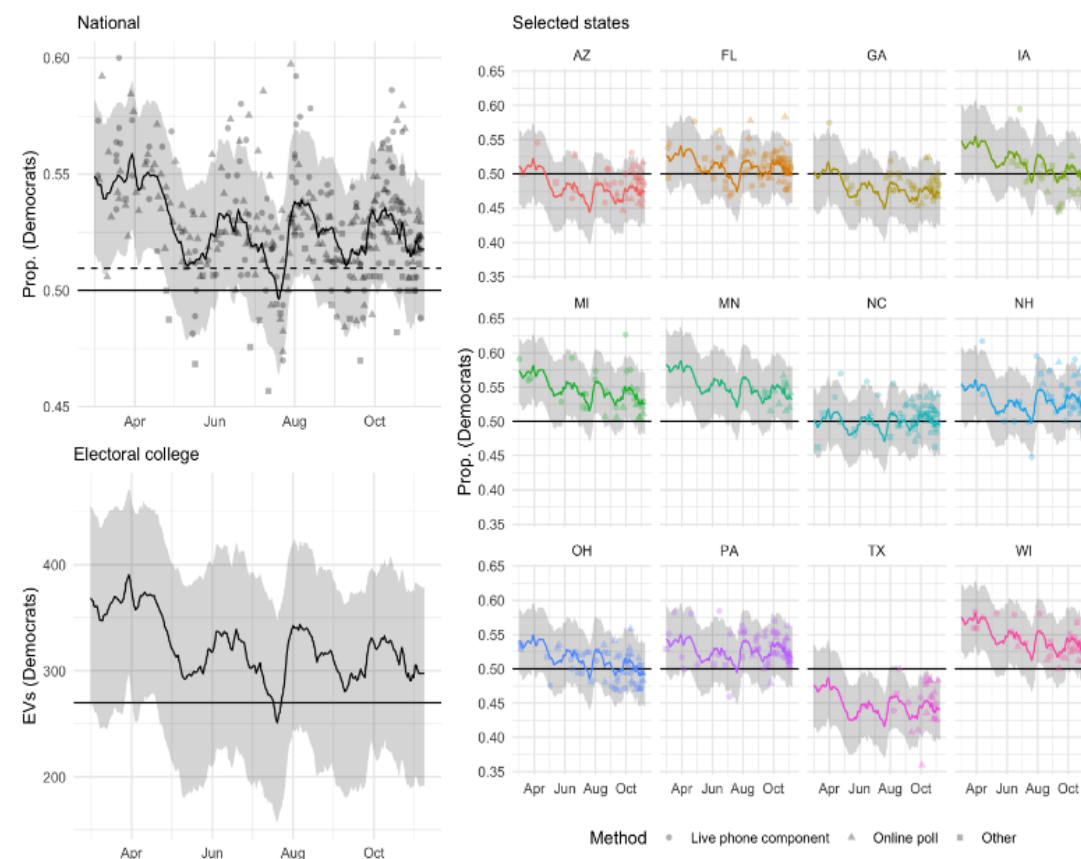 National
Prop. (Democrats)
0.60
0.55
0.50
0.45
Apr Jun Aug Oct
Electoral college
EVs (Democrats)
400
300
200
Apr Jun Aug Oct
Selected states
Prop. (Democrats)
AZ FL GA IA
0.65
0.60
0.55
0.50
0.45
0.40
0.35
MI MN NC NH
0.65
0.60
0.55
0.50
0.45
0.40
0.35
OH PA TX WI
0.65
0.60
0.55
0.50
0.45
0.40
0.35
Apr Jun Aug Oct Apr Jun Aug Oct Apr Jun Aug Oct Apr Jun Aug Oct
Method Live phone component Online poll Other